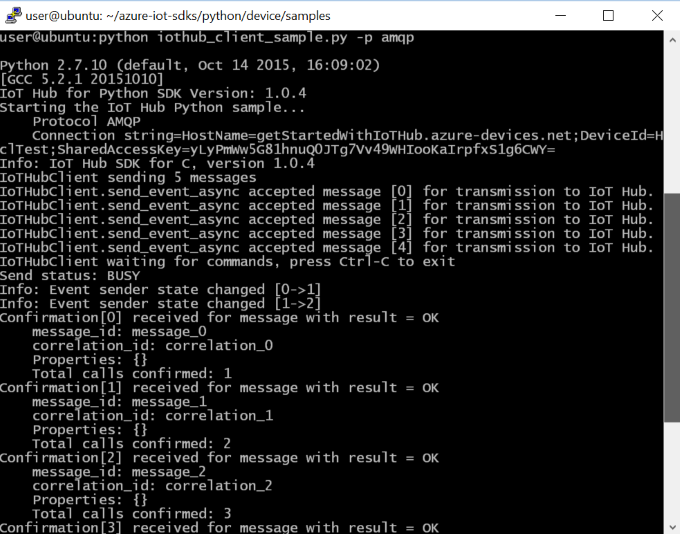 user@ubuntu: ~/azure-iot-sdks/python/device/samples
user@ubuntu:python iothub_client_sample.py -p amqp
Python 2.7.10 (default, Oct 14 2015, 16:09:02)
[GCC 5.2.1 20151010]
IoT Hub for Python SDK Version: 1.0.4
Starting the IoT Hub Python sample...
    Protocol AMQP
    Connection string=HostName=getStartedWithIoTHub.azure-devices.net;DeviceId=H
clTest;SharedAccessKey=yLyPmWw5G81hnuQ0JTg7Vv49WHIooKaIrpfxS1g6CWY=
Info: IoT Hub SDK for C, version 1.0.4
IoTHubClient sending 5 messages
IoTHubClient.send_event_async accepted message [0] for transmission to IoT Hub.
IoTHubClient.send_event_async accepted message [1] for transmission to IoT Hub.
IoTHubClient.send_event_async accepted message [2] for transmission to IoT Hub.
IoTHubClient.send_event_async accepted message [3] for transmission to IoT Hub.
IoTHubClient.send_event_async accepted message [4] for transmission to IoT Hub.
IoTHubClient waiting for commands, press Ctrl-C to exit
Send status: BUSY
Info: Event sender state changed [0->1]
Info: Event sender state changed [1->2]
Confirmation[0] received for message with result = OK
    message_id: message_0
    correlation_id: correlation_0
    Properties: {}
    Total calls confirmed: 1
Confirmation[1] received for message with result = OK
    message_id: message_1
    correlation_id: correlation_1
    Properties: {}
    Total calls confirmed: 2
Confirmation[2] received for message with result = OK
    message_id: message_2
    correlation_id: correlation_2
    Properties: {}
    Total calls confirmed: 3
Confirmation[3] received for message with result = OK